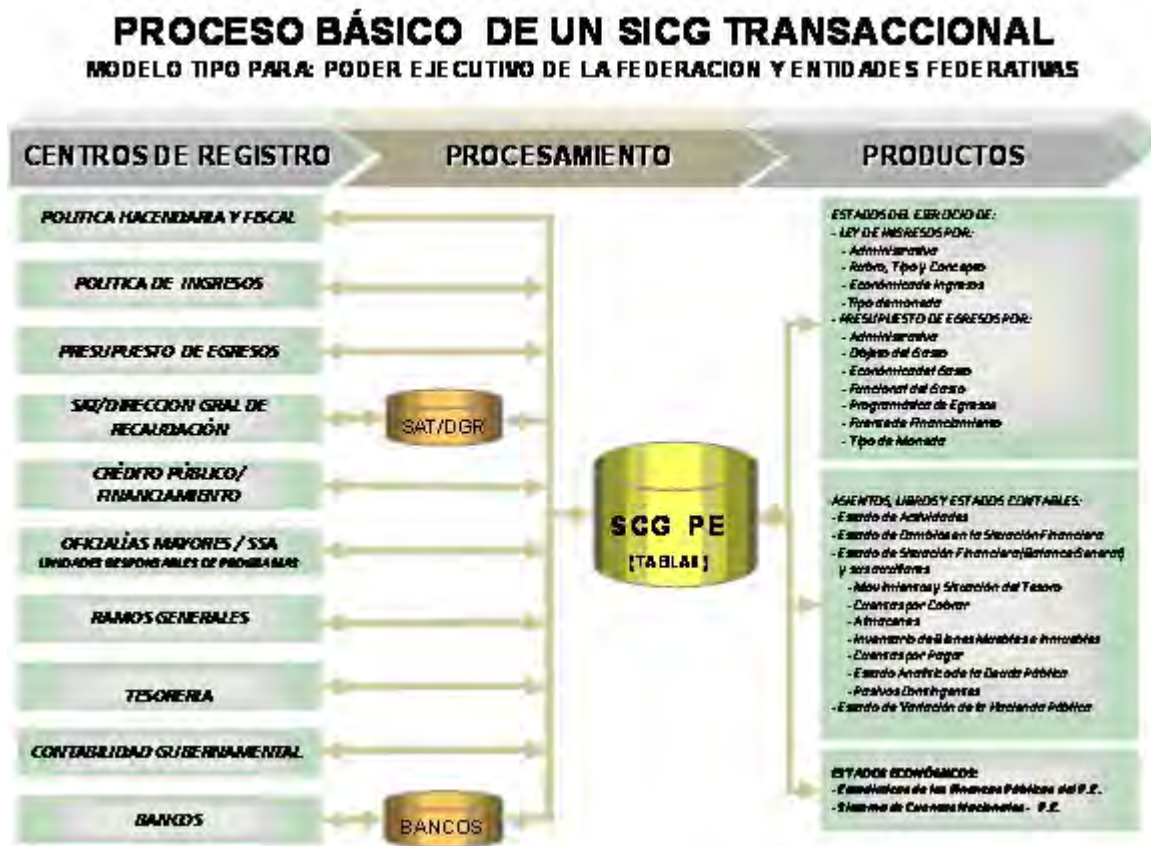 PROCESO BÁSICO DE UN SICG TRANSACCIONAL
MODELO TIPO PARA: PODER EJECUTIVO DE LA FEDERACION Y ENTIDADES FEDERATIVAS
CENTROS DE REGISTRO
PROCESAMIENTO
PRODUCTOS
POLITICA HACENDARIA Y FISCAL
POLITICA DE INGRESOS
PRESUPUESTO DE EGRESOS
SAT/DIRECCION GRAL DE
RECAUDACIÓN
CRÉDITO PÚBLICO/
FINANCIAMIENTO
OFICIALÍAS MAYORES / SSA
UNIDADES RESPONSABLES DE PROGRAMAS
RAMOS GENERALES
TESORERIA
CONTABILIDAD GUBERNAMENTAL
BANCOS
SAT/DGR
BANCOS
SCG PE
(TABLAS)
ESTADOS DEL EJERCICIO DE:
- LEY DE INGRESOS POR:
- Administrativa
- Rubro, Tipo y Concepto
- Económica de Ingresos
- Tipo de moneda
- PRESUPUESTO DE EGRESOS POR:
- Administrativa
- Objeto del Gasto
- Económica del Gasto
- Funcional del Gasto
- Programática de Egresos
- Fuente de Financiamiento
- Tipo de Moneda
ASIENTOS, LIBROS Y ESTADOS CONTABLES:
- Estado de Actividades
- Estado de Cambios en la Situación Financiera
- Estado de Situación Financiera (Balance General)
y sus auxiliares
- Movimientos y Situación del Tesoro
- Cuentas por Cobrar
- Almacenes
- Inventario de Bienes Muebles e Inmuebles
- Cuentas por Pagar
- Estado Analítico de la Deuda Pública
- Pasivos Contingentes
- Estado de Variación de la Hacienda Pública
ESTADOS ECONÓMICOS:
- Estadísticas de las Finanzas Públicas del P.E.
- Sistema de Cuentas Nacionales - P.E.